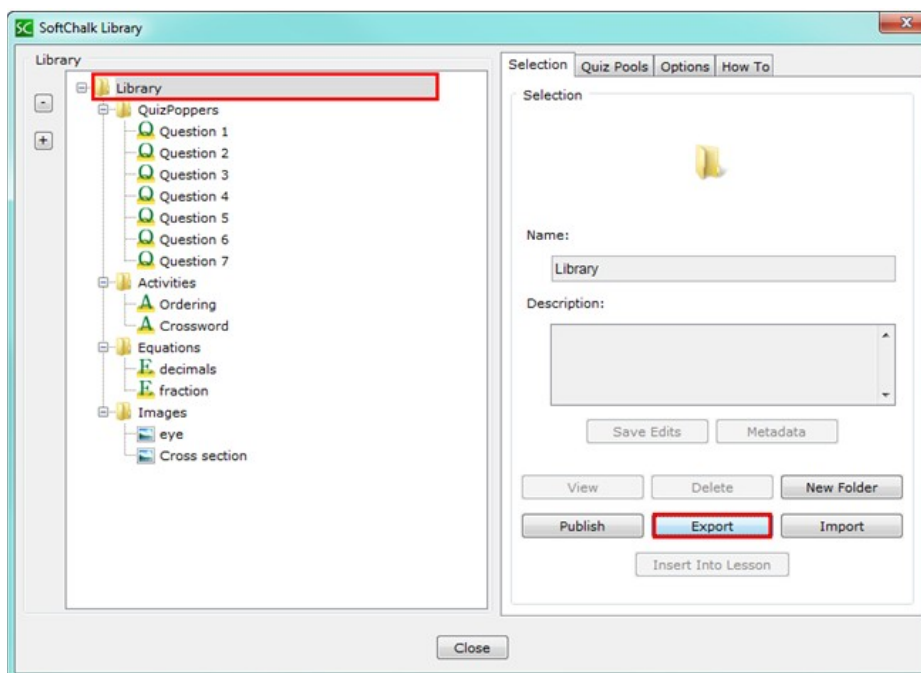 SC SoftChalk Library
Library
-
+
Library
QuizPoppers
Q Question 1
Q Question 2
Q Question 3
Q Question 4
Q Question 5
Q Question 6
Q Question 7
Activities
A Ordering
A Crossword
Equations
E decimals
E fraction
Images
eye
Cross section
Selection Quiz Pools Options How To
Selection
Name:
Library
Description:
Save Edits Metadata
View Delete New Folder
Publish Export Import
Insert Into Lesson
Close